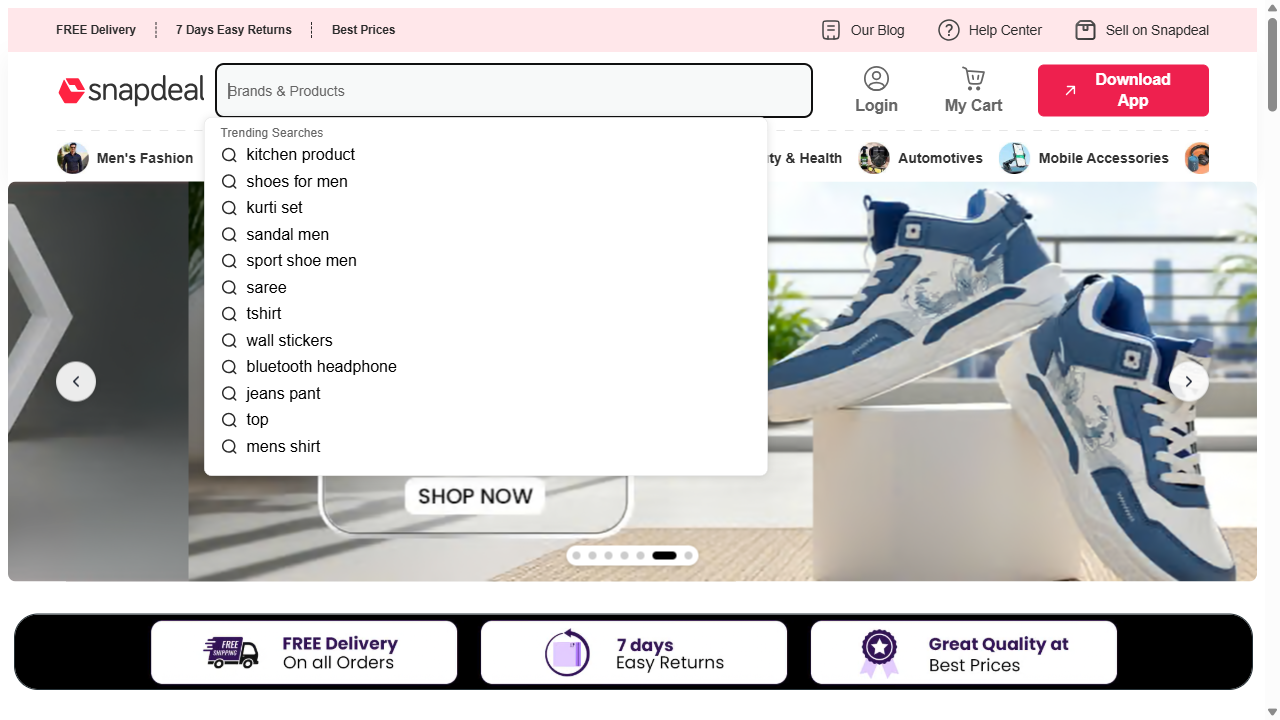 FREE Delivery
7 Days Easy Returns
Best Prices
Our Blog
Help Center
Sell on Snapdeal
snapdeal
Brands & Products
Login
My Cart
Download
App
Trending Searches
kitchen product
shoes for men
kurti set
sandal men
sport shoe men
saree
tshirt
wall stickers
bluetooth headphone
jeans pant
top
mens shirt
Men's Fashion
ty & Health
Automotives
Mobile Accessories
SHOP NOW
FREE
SHIPPING
FREE Delivery
On all Orders
7 days
Easy Returns
Great Quality at
Best Prices